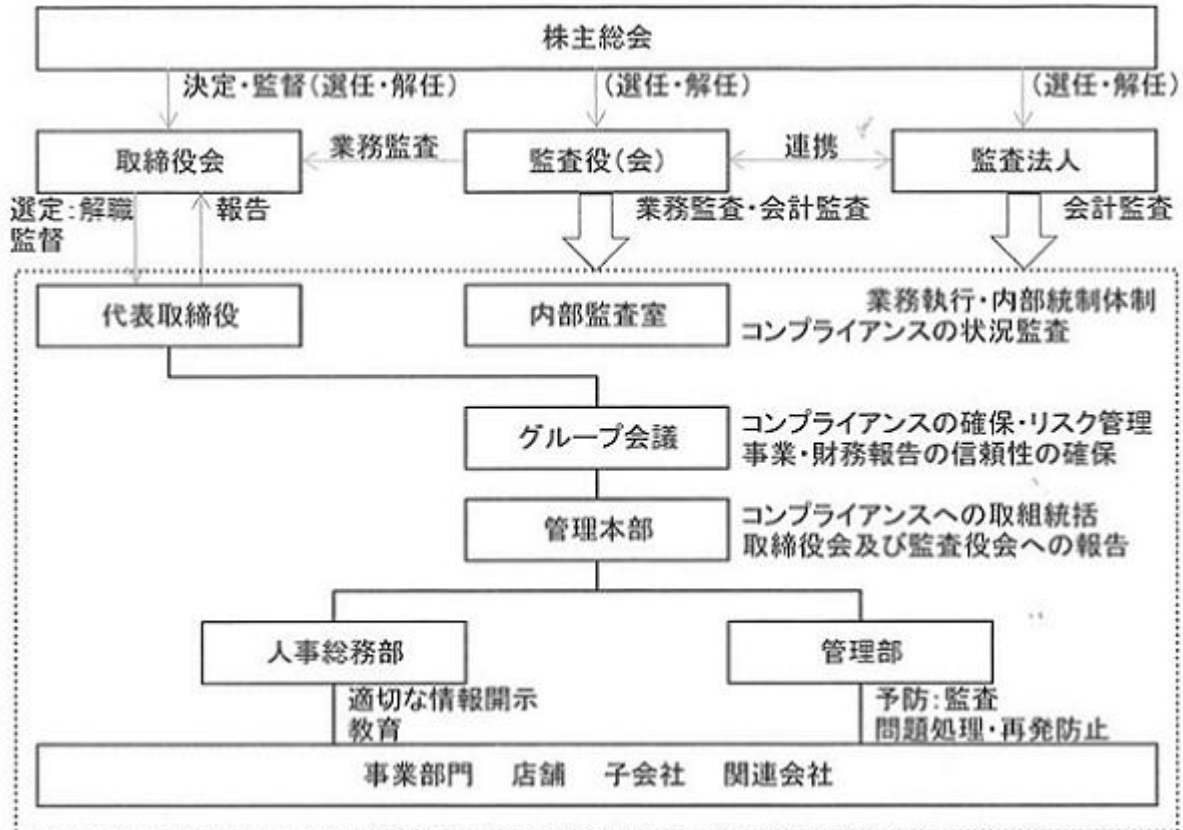 株主総会
決定・監督(選任・解任)
(選任・解任)
(選任・解任)
取締役会
業務監査
監査役(会)
連携
監査法人
選定:解職
監督
報告
業務監査・会計監査
会計監査
代表取締役
内部監査室
業務執行・内部統制体制
コンプライアンスの状況監査
グループ会議
コンプライアンスの確保・リスク管理
事業・財務報告の信頼性の確保
管理本部
コンプライアンスへの取組統括
取締役会及び監査役会への報告
人事総務部
管理部
適切な情報開示
教育
予防:監査
問題処理・再発防止
事業部門 店舗 子会社 関連会社